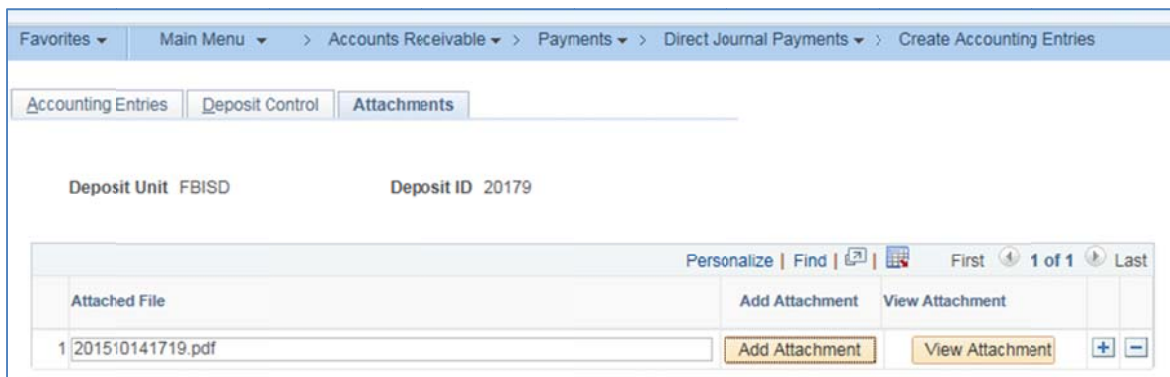 Favorites Main Menu > Accounts Receivable > Payments > Direct Journal Payments > Create Accounting Entries
Accounting Entries Deposit Control Attachments
Deposit Unit FBISD Deposit ID 20179
Personalize | Find | | First 1 of 1 Last
Attached File Add Attachment View Attachment
1 201510141719.pdf Add Attachment View Attachment + -